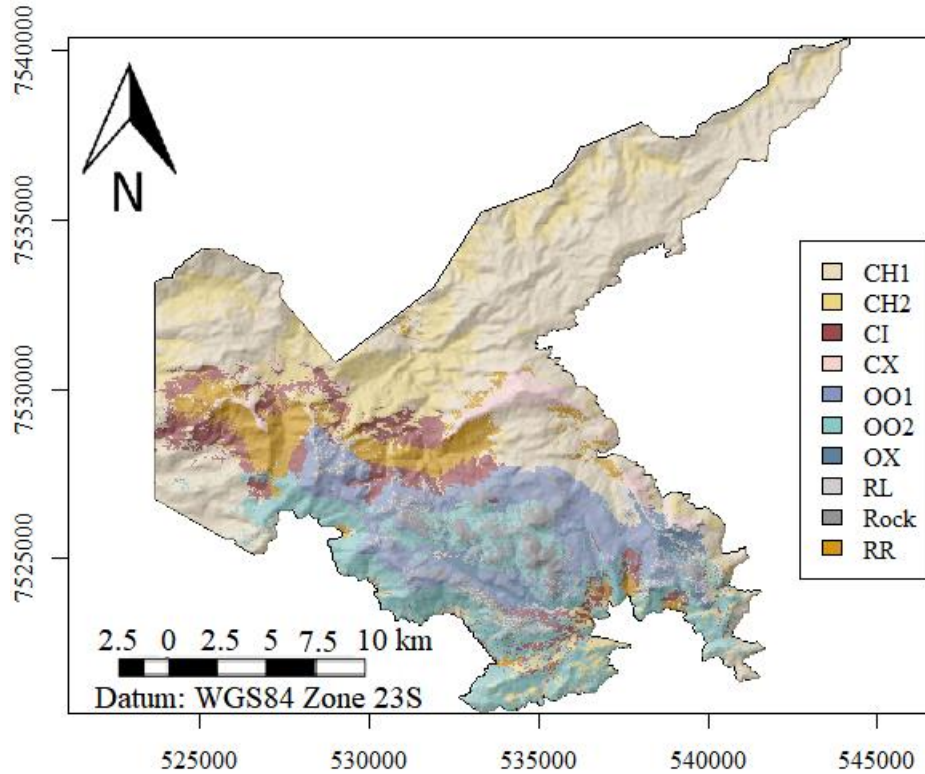 7540000
7535000
7530000
7525000
N
CH1
CH2
CI
CX
OO1
OO2
OX
RL
Rock
RR
2.5 0 2.5 5 7.5 10 km
Datum: WGS84 Zone 23S
525000 530000 535000 540000 545000